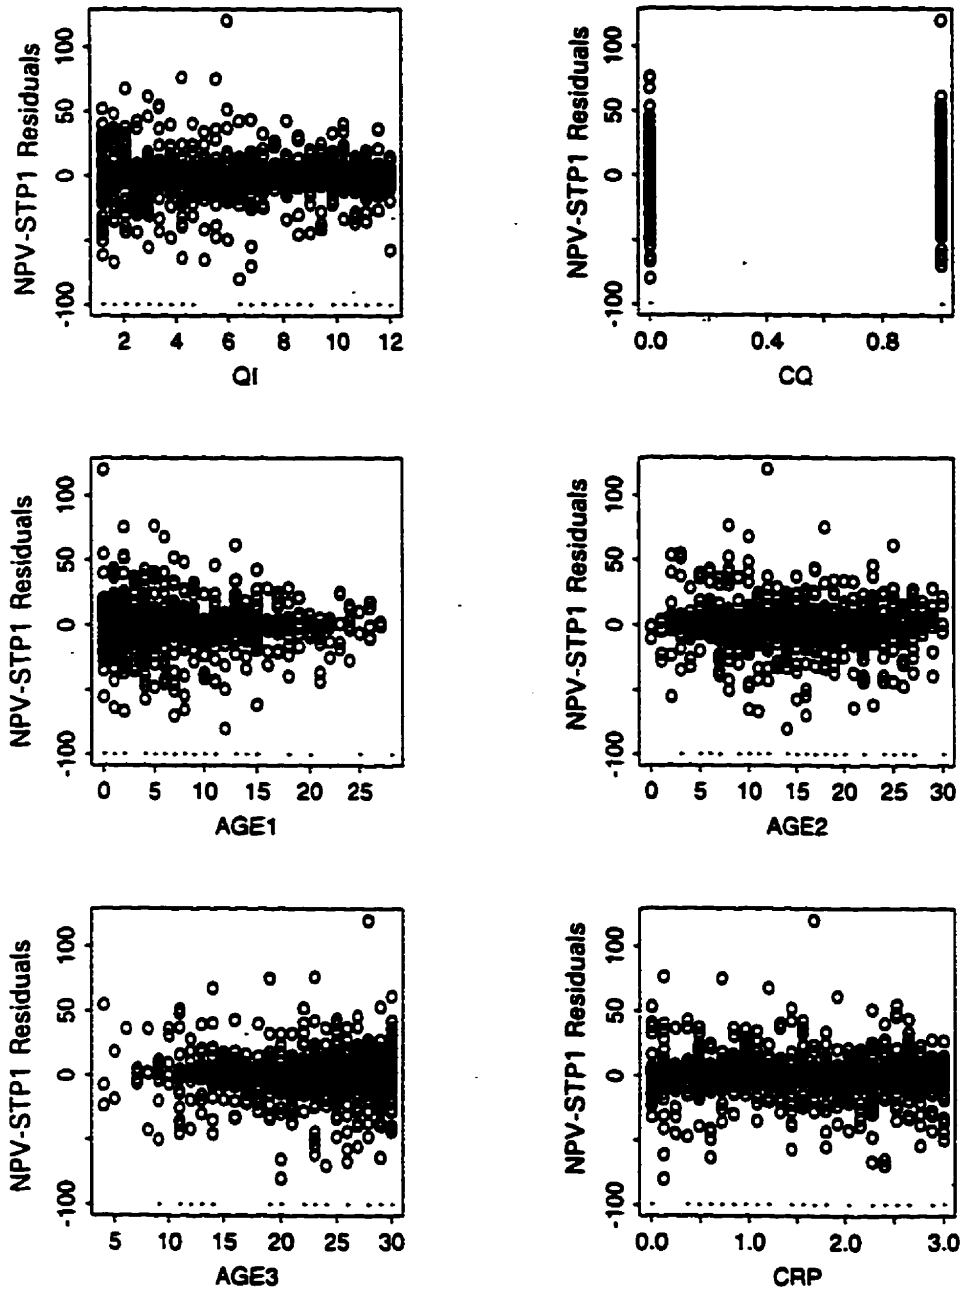 NPV-STP1 Residuals
-100 0 50 100
2 4 6 8 10 12
QI
NPV-STP1 Residuals
-100 0 50 100
0.0 0.4 0.8
CQ
NPV-STP1 Residuals
-100 0 50 100
0 5 10 15 20 25
AGE1
NPV-STP1 Residuals
-100 0 50 100
0 5 10 15 20 25 30
AGE2
NPV-STP1 Residuals
-100 0 50 100
5 10 15 20 25 30
AGE3
NPV-STP1 Residuals
-100 0 50 100
0.0 1.0 2.0 3.0
CRP